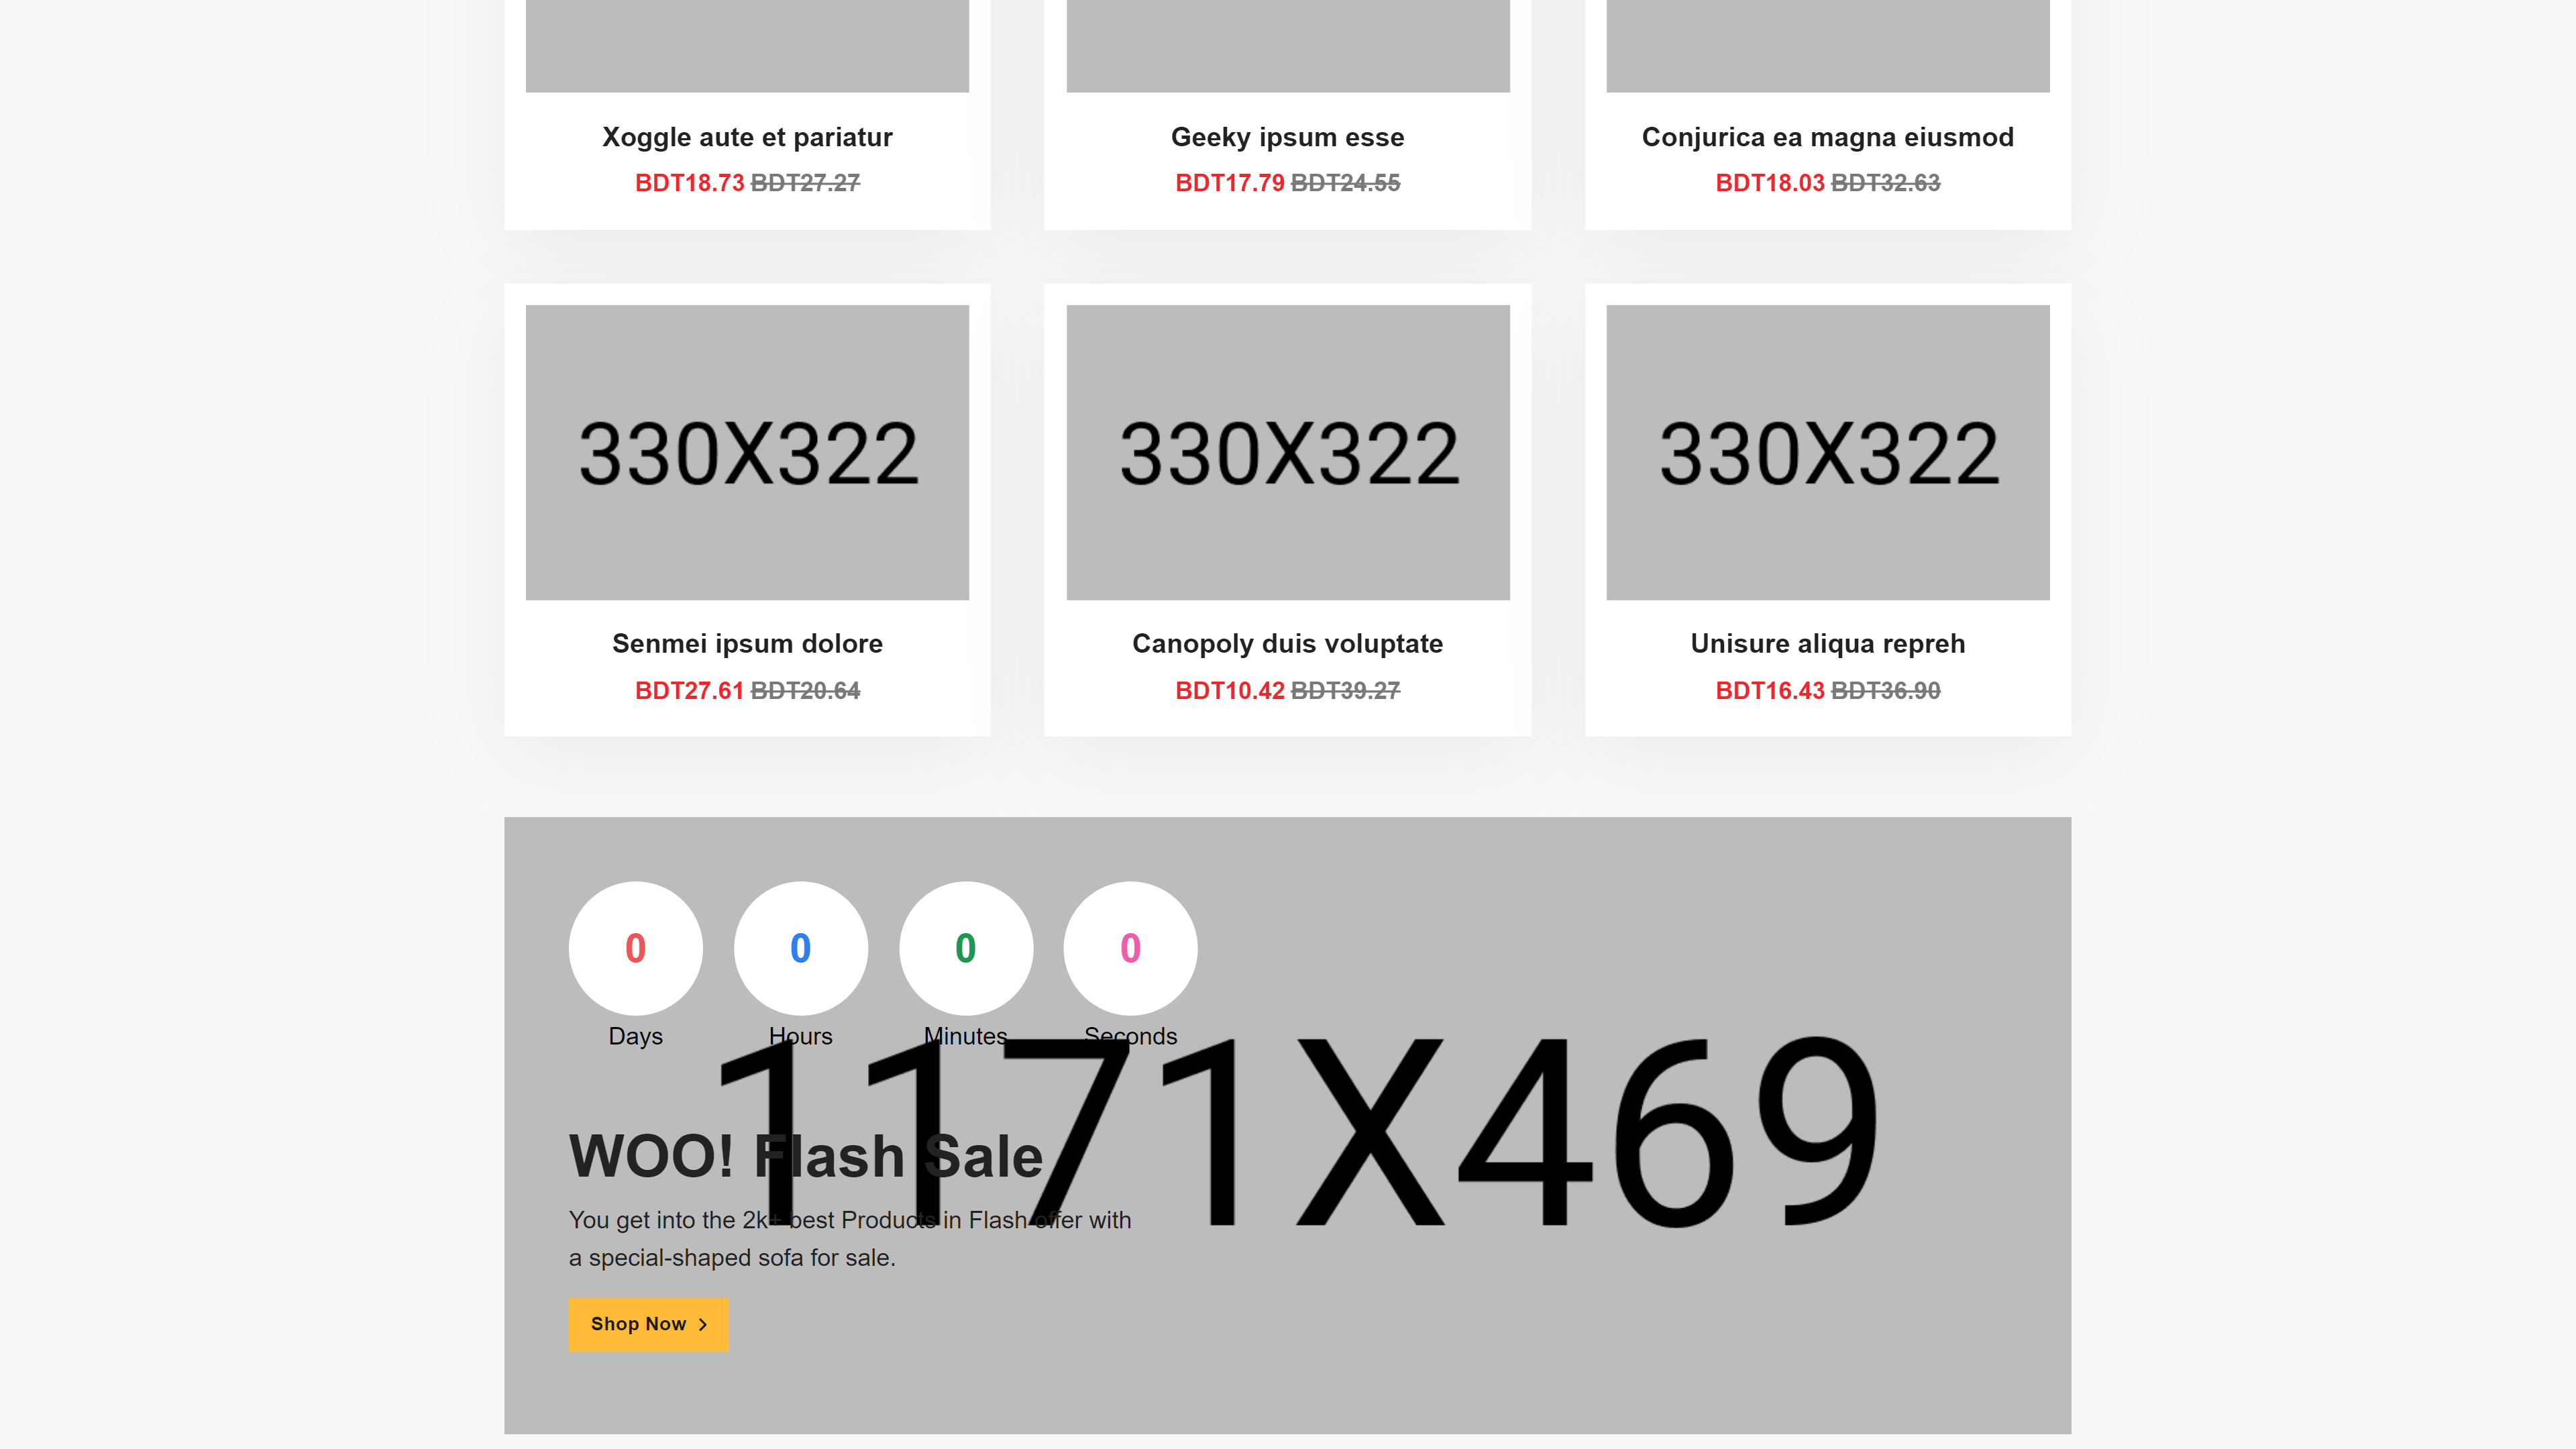 Xoggle aute et pariatur
BDT18.73 BDT27.27
Geeky ipsum esse
BDT17.79 BDT24.55
Conjurica ea magna eiusmod
BDT18.03 BDT32.63
330X322
Senmei ipsum dolore
BDT27.61 BDT20.64
330X322
Canopoly duis voluptate
BDT10.42 BDT39.27
330X322
Unisure aliqua repreh
BDT16.43 BDT36.90
0
Days
0
Hours
0
Minutes
0
Seconds
1171X469
WOO! Flash Sale
You get into the 2k+ best Products in Flash offer with
a special-shaped sofa for sale.
Shop Now